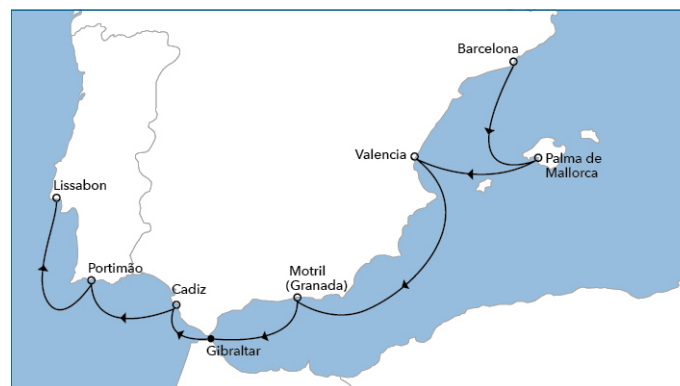 Barcelona
Valencia
Palma de
Mallorca
Lissabon
Portimão
Cadiz
Motril
(Granada)
Gibraltar